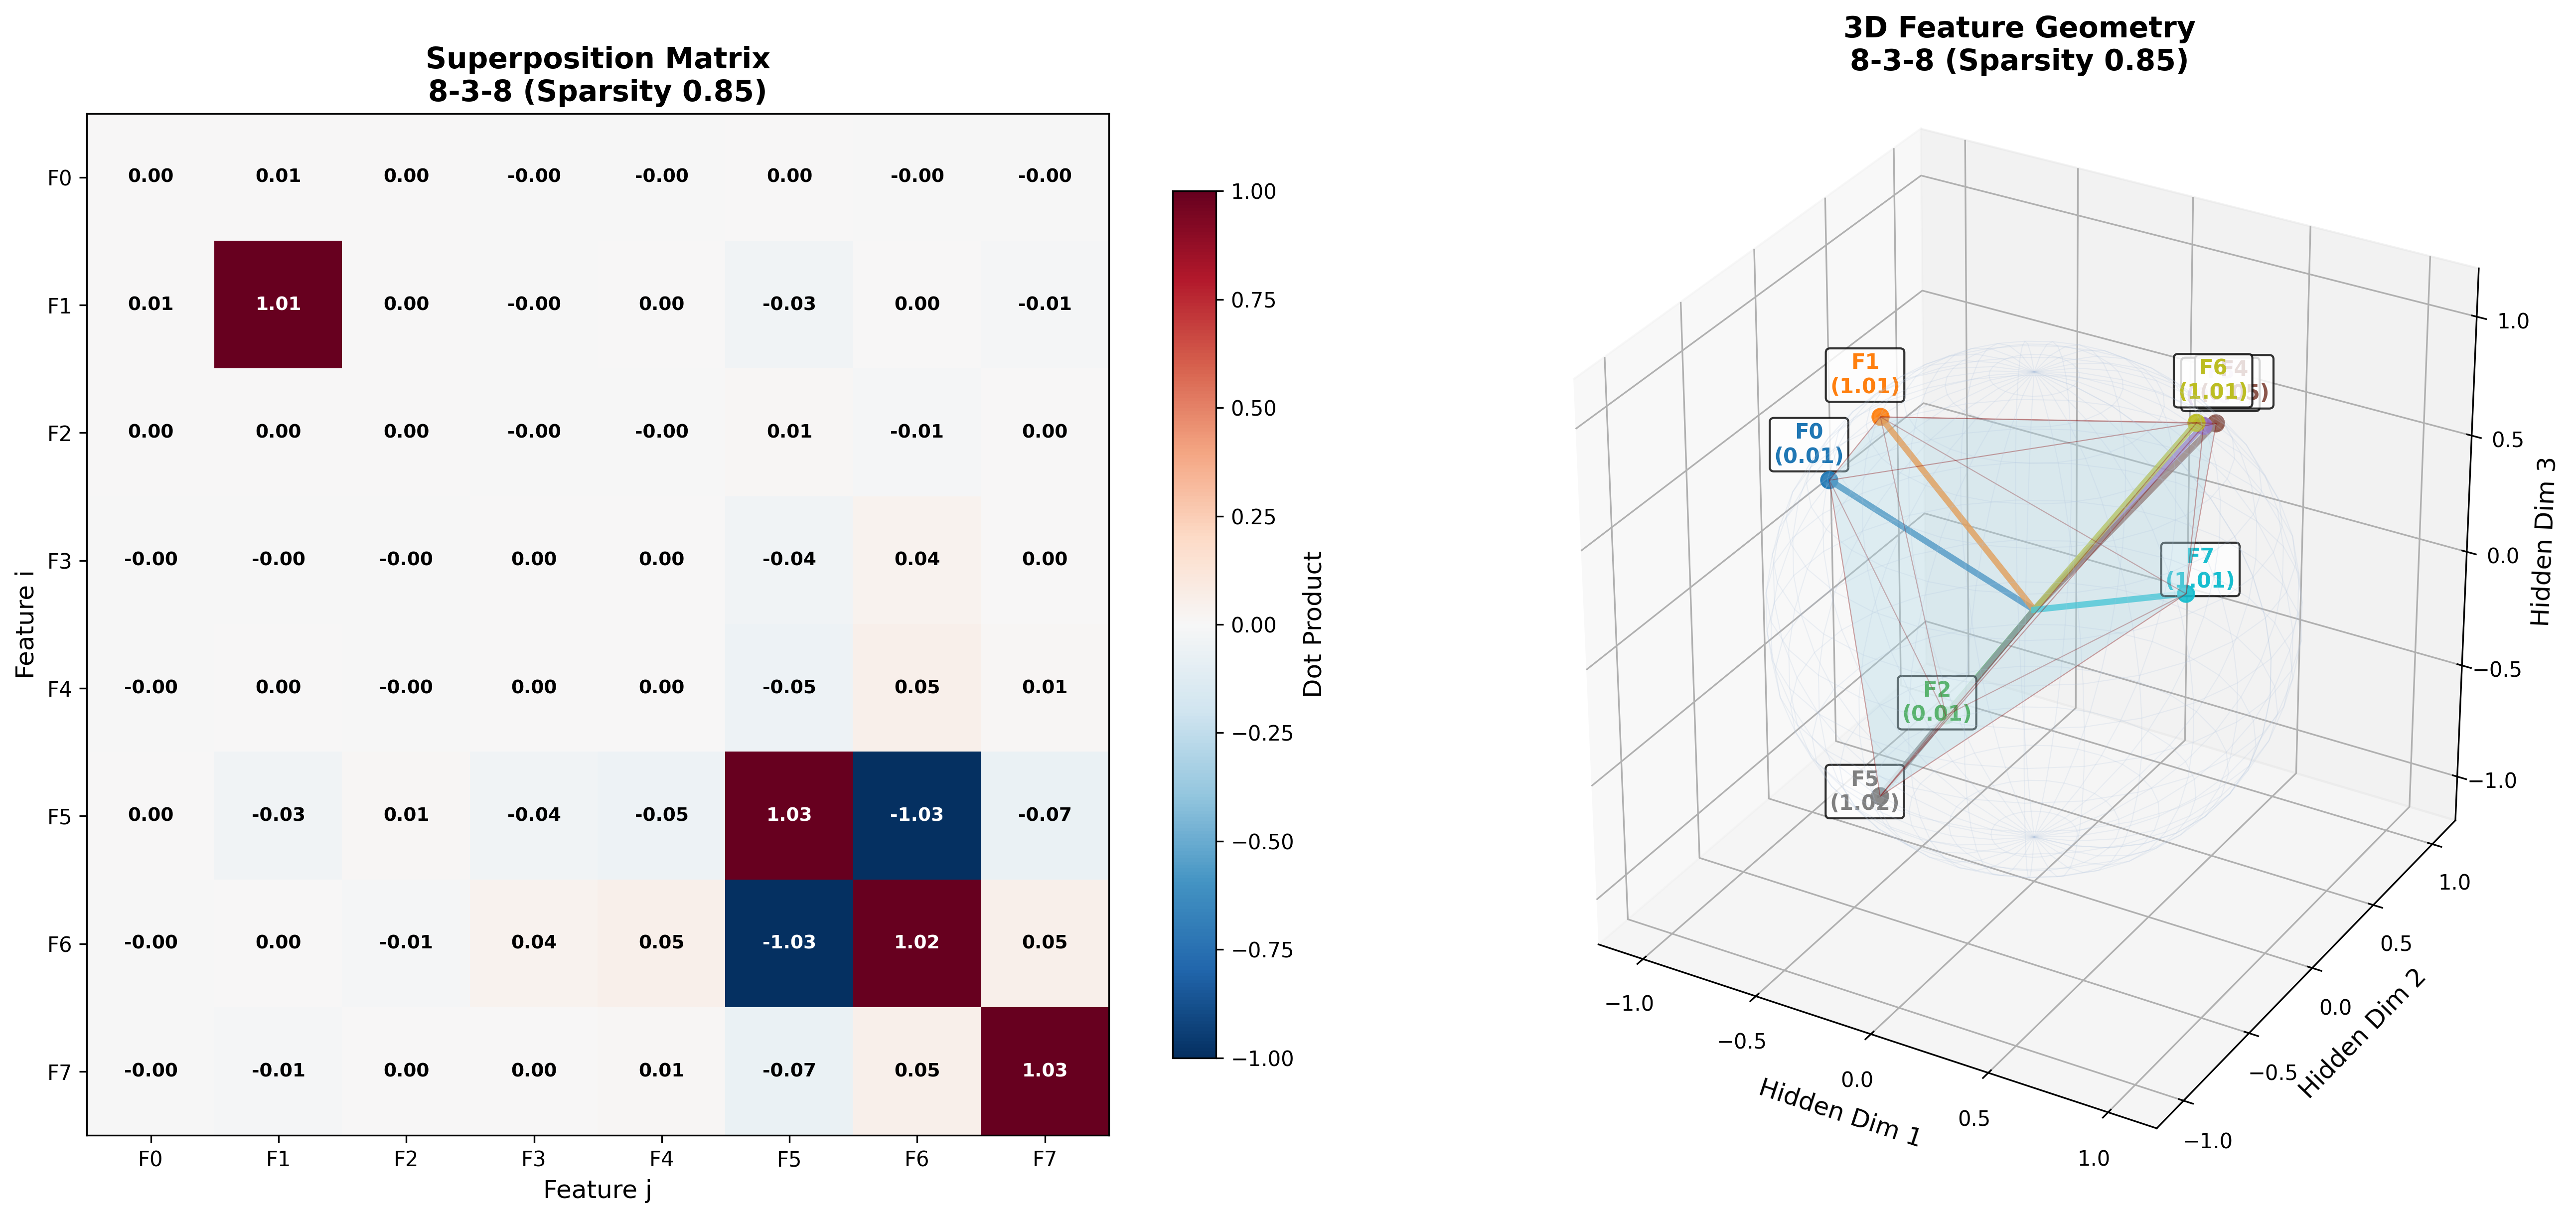 Superposition Matrix
8-3-8 (Sparsity 0.85)
F0 0.00 0.01 0.00 -0.00 -0.00 0.00 -0.00 -0.00
F1 0.01 1.01 0.00 -0.00 0.00 -0.03 0.00 -0.01
F2 0.00 0.00 0.00 -0.00 -0.00 0.01 -0.01 0.00
F3 -0.00 -0.00 -0.00 0.00 0.00 -0.04 0.04 0.00
F4 -0.00 0.00 -0.00 0.00 0.00 -0.05 0.05 0.01
F5 0.00 -0.03 0.01 -0.04 -0.05 1.03 -1.03 -0.07
F6 -0.00 0.00 -0.01 0.04 0.05 -1.03 1.02 0.05
F7 -0.00 -0.01 0.00 0.00 0.01 -0.07 0.05 1.03
F0 F1 F2 F3 F4 F5 F6 F7
Feature i
Feature j
1.00
0.75
0.50
0.25
0.00
−0.25
−0.50
−0.75
−1.00
Dot Product
3D Feature Geometry
8-3-8 (Sparsity 0.85)
F1
(1.01)
F0
(0.01)
F6
(1.01)
F7
(1.01)
F2
(0.01)
F5
(1.02)
1.0
0.5
0.0
−0.5
−1.0
Hidden Dim 3
1.0
0.5
0.0
−0.5
−1.0
Hidden Dim 2
−1.0
−0.5
0.0
0.5
1.0
Hidden Dim 1